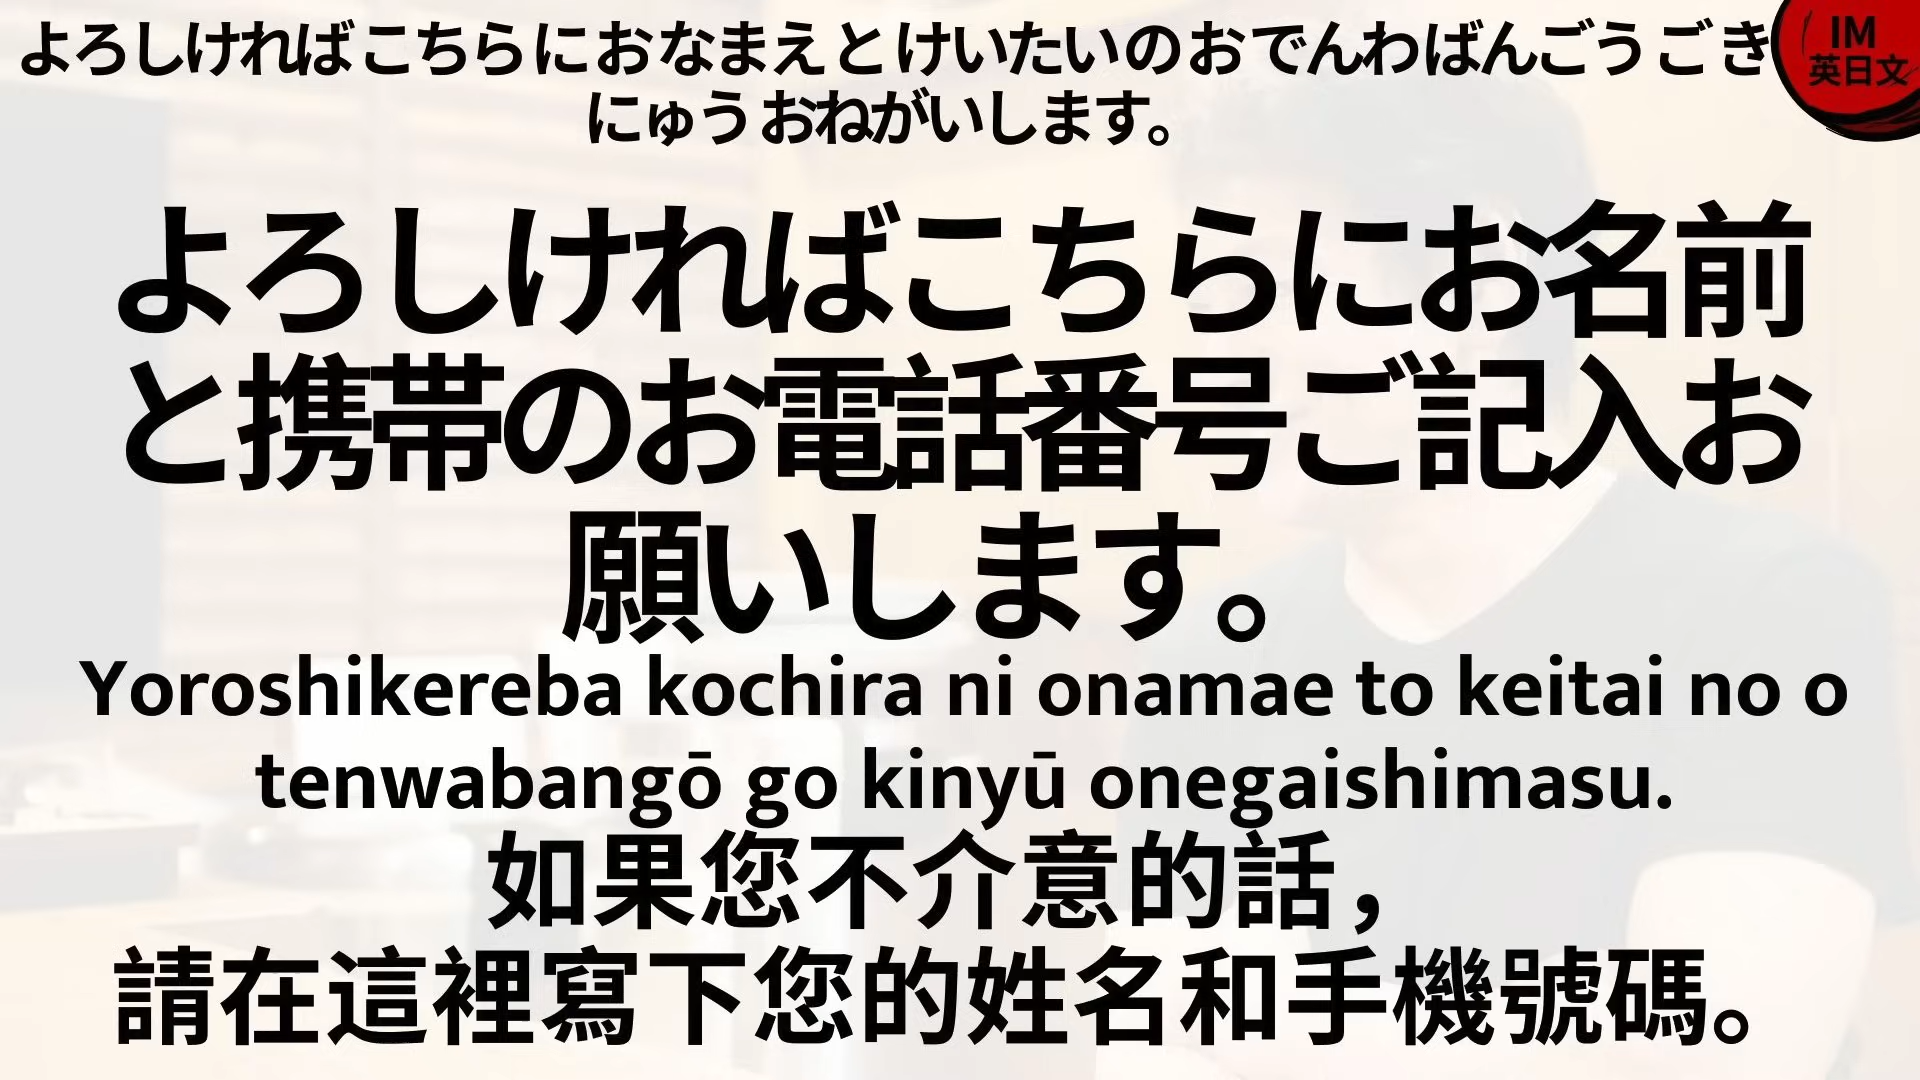 よろしければこちらにおなまえとけいたいのおでんわばんごうごき
にゅうおねがいします。
IM
英日文
よろしければこちらにお名前
と携帯のお電話番号ご記入お
願いします。
Yoroshikereba kochira ni onamae to keitai no o
tenwabangō go kinyū onegaishimasu.
如果您不介意的話，
請在這裡寫下您的姓名和手機號碼。